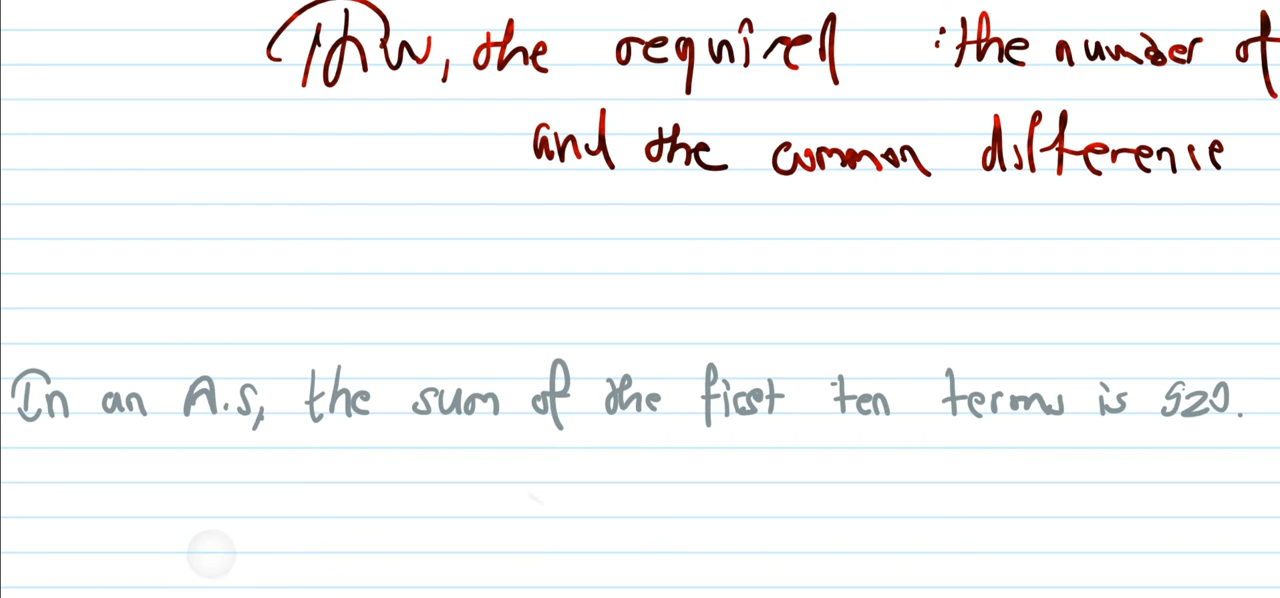 Thus, the required : the number of
and the common difference
In an A.S, the sum of the first ten terms is 520.